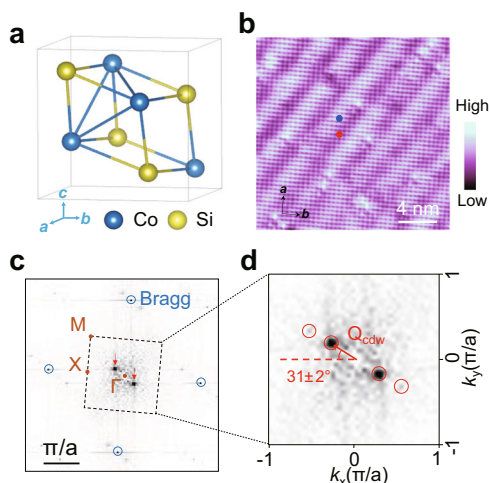 a
c
a
b
Co
Si
b
High
Low
a
b
4 nm
c
Bragg
M
X
Γ
π/a
d
Q_cdw
31±2°
1
0
-1
k_y(π/a)
-1
0
1
k_x(π/a)